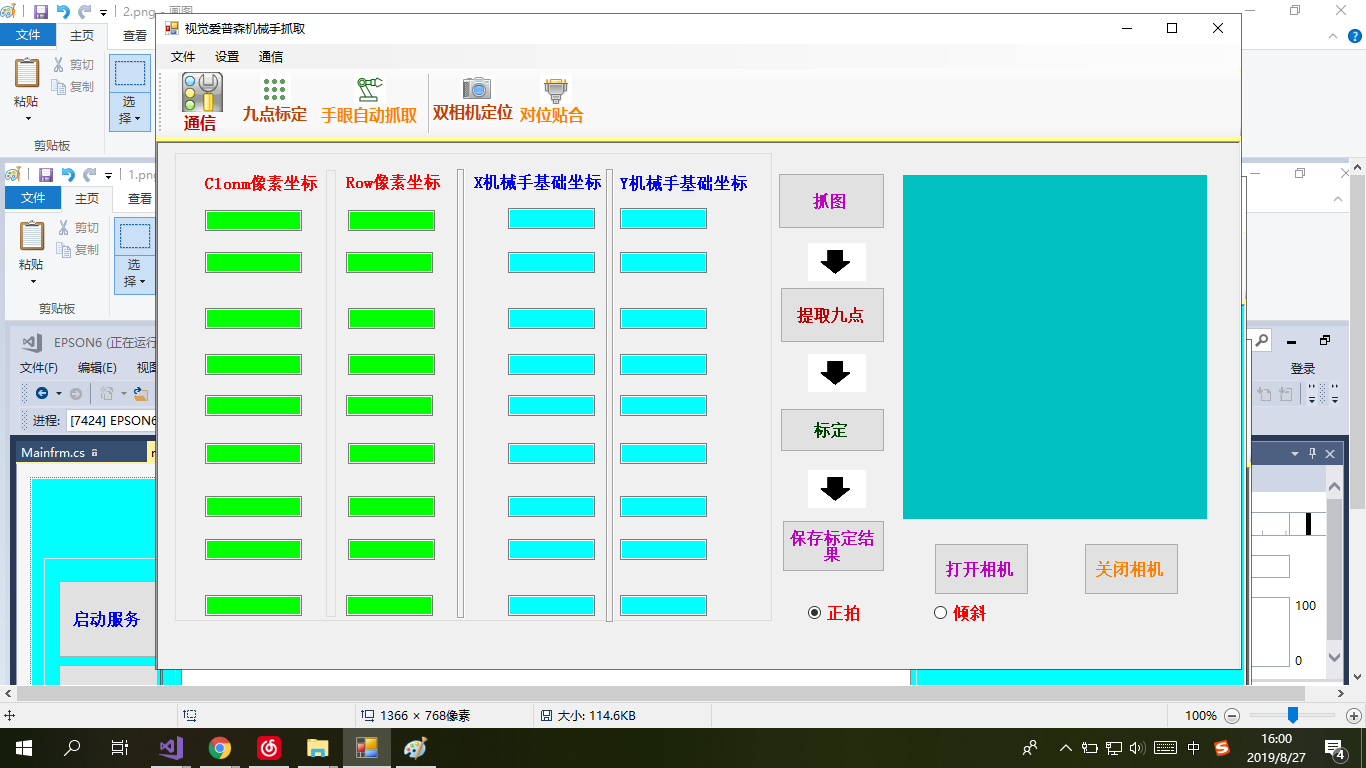 2.png - 画图
文件
主页
查看
粘贴
剪切
复制
选
择
剪贴板
1.png
文件
主页
查看
粘贴
剪切
复制
选
择
剪贴板
EPSON6 (正在运行
文件(F)
编辑(E)
视图
登录
进程:
[7424] EPSON6
Mainfrm.cs
启动服务
100
0
视觉爱普森机械手抓取
文件
设置
通信
通信
九点标定
手眼自动抓取
双相机定位
对位贴合
Clonm像素坐标
Row像素坐标
X机械手基础坐标
Y机械手基础坐标
抓图
提取九点
标定
保存标定结
果
打开相机
关闭相机
正拍
倾斜
1366 × 768像素
大小: 114.6KB
100%
中
16:00
2019/8/27
4